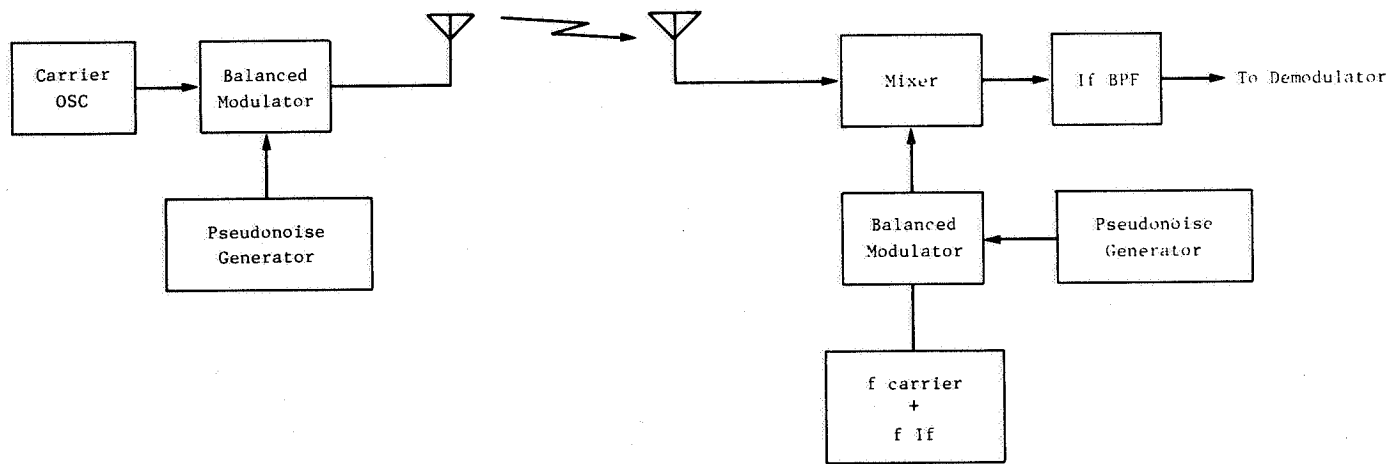 Carrier
OSC
Balanced
Modulator
Pseudonoise
Generator
Mixer
If BPF
To Demodulator
Balanced
Modulator
Pseudonoise
Generator
f carrier
+
f If